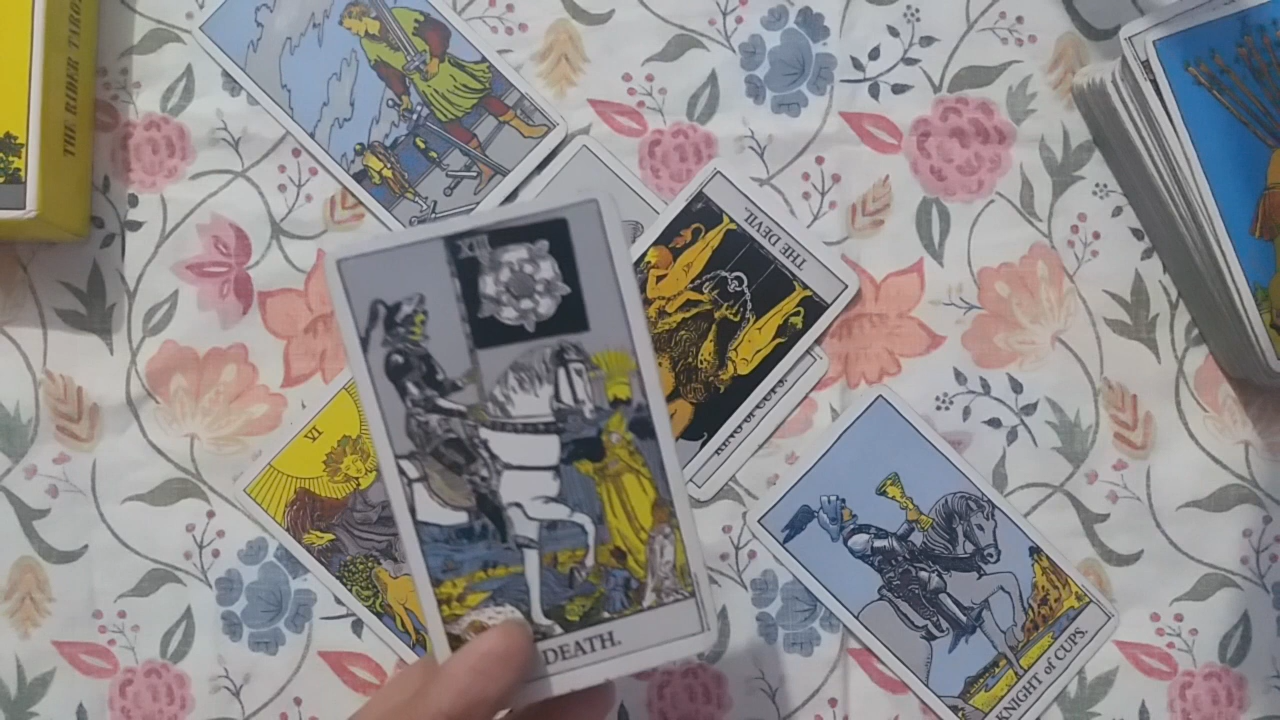 THE RIDER TAROT
XIII
THE DEVIL.
VI
KING of CUPS.
DEATH.
KNIGHT of CUPS.